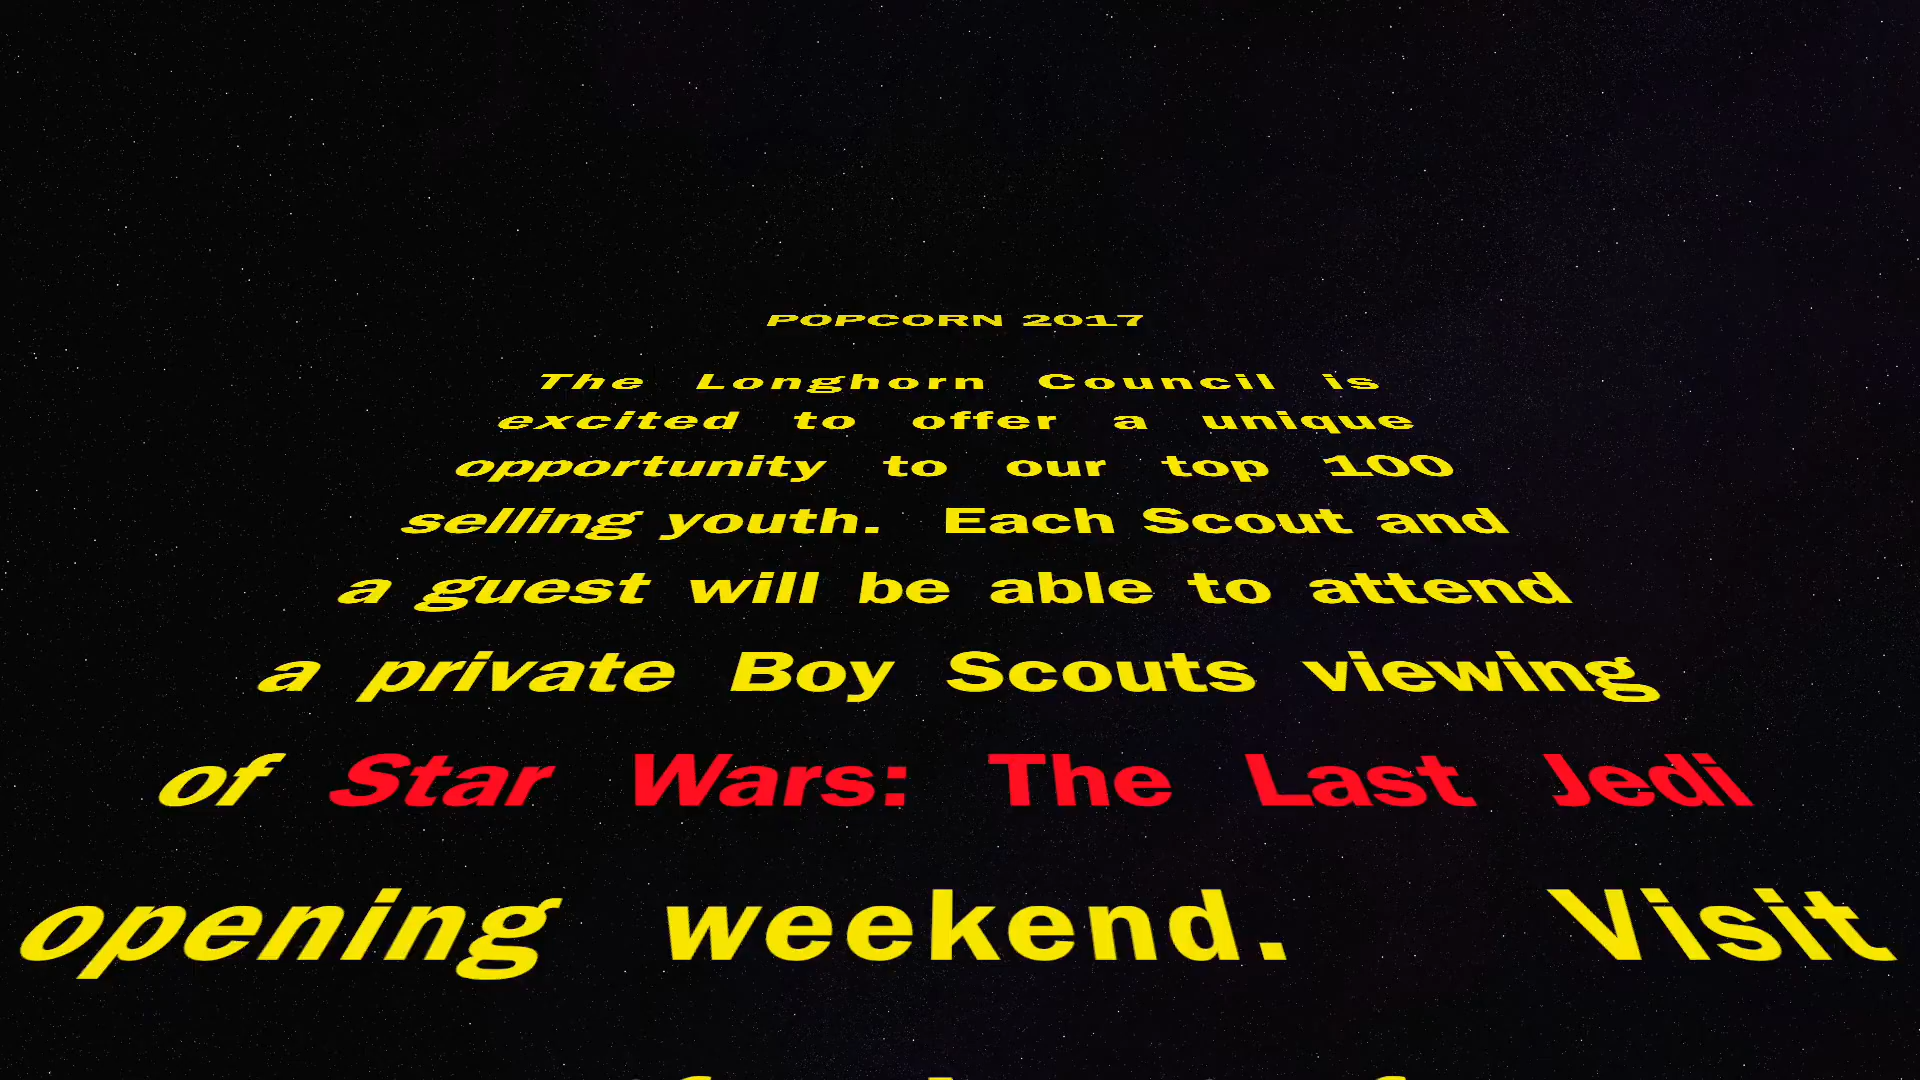 POPCORN 2017
The Longhorn Council is
excited to offer a unique
opportunity to our top 100
selling youth. Each Scout and
a guest will be able to attend
a private Boy Scouts viewing
of Star Wars: The Last Jedi
opening weekend. Visit